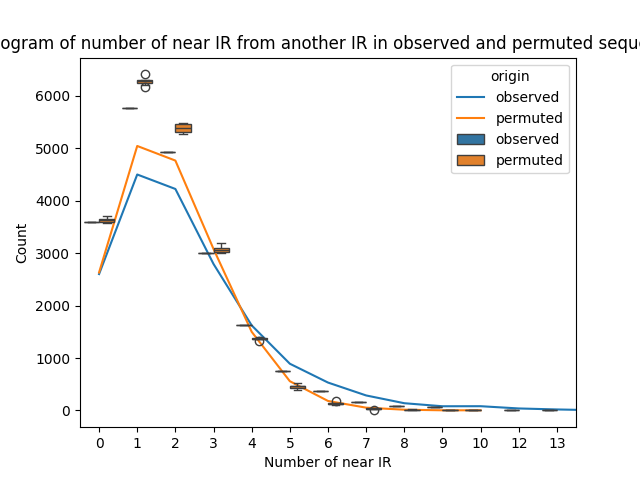 ogram of number of near IR from another IR in observed and permuted sequ
origin
observed
permuted
observed
permuted
Count
6000
5000
4000
3000
2000
1000
0
0 1 2 3 4 5 6 7 8 9 10 12 13
Number of near IR